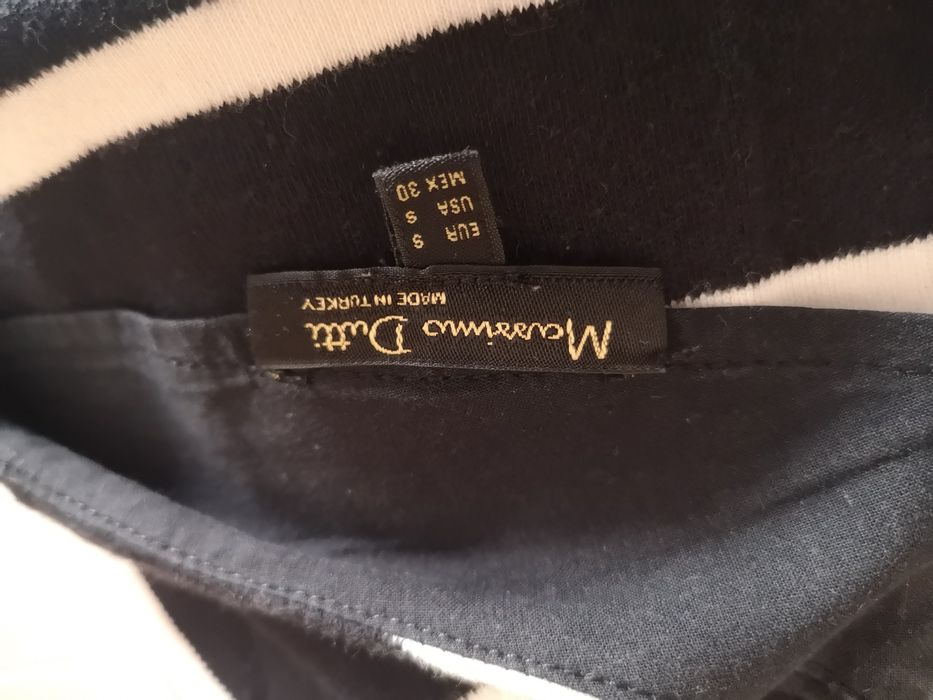 Massimo Dutti
MADE IN TURKEY
EUR S
USA S
MEX 30